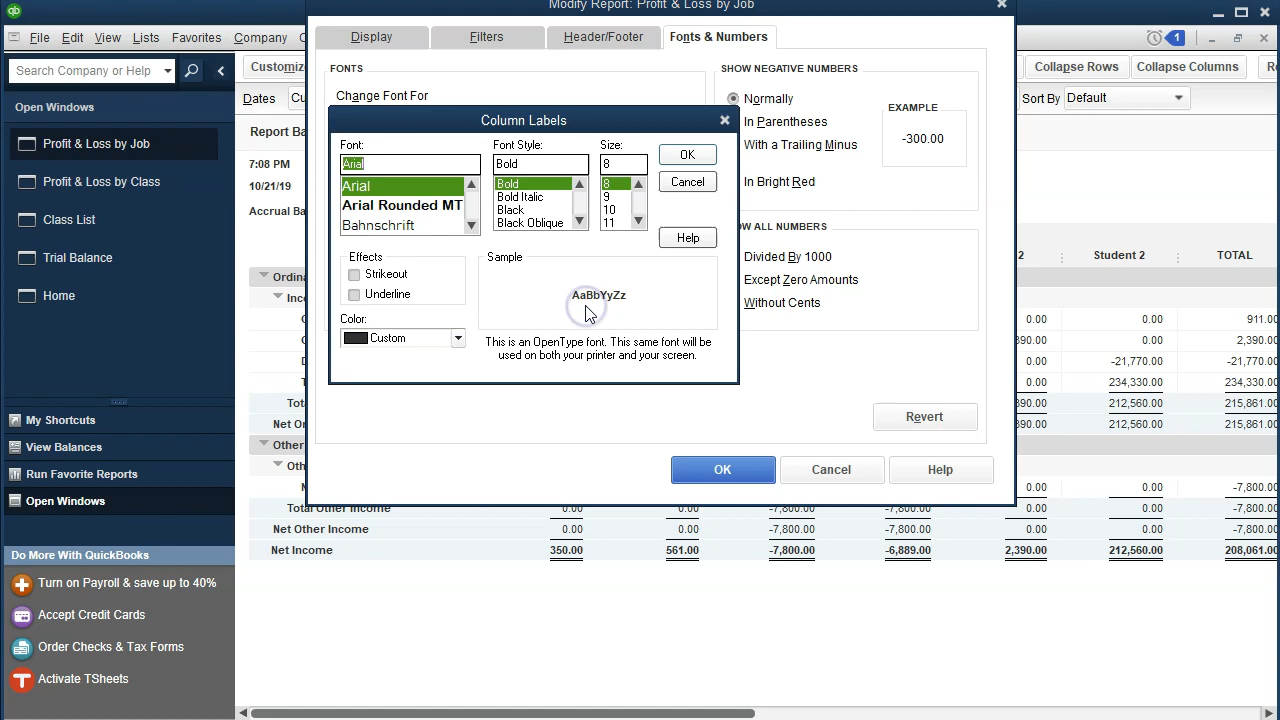 qb
Modify Report: Profit & Loss by Job
File Edit View Lists Favorites Company
1
Search Company or Help
Open Windows
Profit & Loss by Job
Profit & Loss by Class
Class List
Trial Balance
Home
My Shortcuts
View Balances
Run Favorite Reports
Open Windows
Do More With QuickBooks
Turn on Payroll & save up to 40%
Accept Credit Cards
Order Checks & Tax Forms
Activate TSheets
Display Filters Header/Footer Fonts & Numbers
Collapse Rows Collapse Columns
Dates
Sort By Default
7:08 PM
10/21/19
FONTS
Change Font For
SHOW NEGATIVE NUMBERS
Normally
In Parentheses
With a Trailing Minus
In Bright Red
EXAMPLE
-300.00
Divided By 1000
Except Zero Amounts
Without Cents
Revert
OK Cancel Help
Column Labels
Font: Font Style: Size:
Arial Bold 8
Arial Bold 8
Arial Rounded MT Bold Italic 9
Bahnschrift Black 10
Black Oblique 11
OK
Cancel
Help
Effects
Strikeout
Underline
Color:
Custom
Sample
AaBbYyZz
This is an OpenType font. This same font will be
used on both your printer and your screen.
2 Student 2 TOTAL
0.00 0.00 911.00
0.00 2,390.00
0.00 -21,770.00 -21,770.00
0.00 234,330.00 234,330.00
212,560.00 215,861.00
212,560.00 215,861.00
0.00 0.00 -7,800.00
Total Other Income 0.00 0.00 -7,800.00 -7,800.00 0.00 0.00 -7,800.00
Net Other Income 0.00 0.00 -7,800.00 -7,800.00 0.00 0.00 -7,800.00
Net Income 350.00 561.00 -7,800.00 -6,889.00 2,390.00 212,560.00 208,061.00